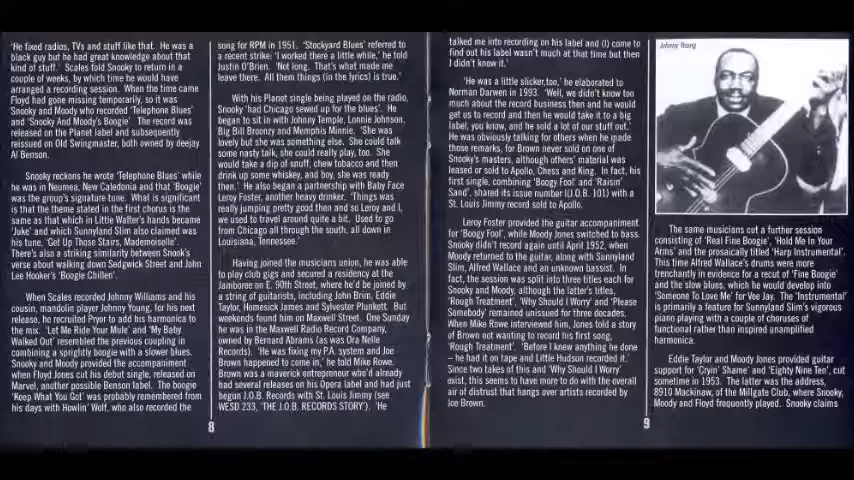 'He fixed radios, TVs and stuff like that. He was a
black guy but he had great knowledge about that
kind of stuff.' Scales told Snooky to return in a
couple of weeks, by which time he would have
arranged a recording session. When the time came
Floyd had gone missing temporarily, so it was
Snooky and Moody who recorded 'Telephone Blues'
and 'Snooky And Moody's Boogie'. The record was
released on the Planet label and subsequently
reissued on Old Swingmaster, both owned by deejay
Al Benson.
Snooky reckons he wrote 'Telephone Blues' while
he was in Neumea, New Caledonia and that 'Boogie'
was the group's signature tune. What is significant
is that the theme stated in the first chorus is the
same as that which in Little Walter's hands became
'Juke' and which Sunnyland Slim also claimed was
his tune, 'Get Up Those Stairs, Mademoiselle'.
There's also a striking similarity between Snook's
verse about walking down Sedgwick Street and John
Lee Hooker's 'Boogie Chillen'.
When Scales recorded Johnny Williams and his
cousin, mandolin player Johnny Young, for his next
release, he recruited Pryor to add his harmonica to
the mix. 'Let Me Ride Your Mule' and 'My Baby
Walked Out' resembled the previous coupling in
combining a sprightly boogie with a slower blues.
Snooky and Moody provided the accompaniment
when Floyd Jones cut his debut single, released on
Marvel, another possible Benson label. The boogie
'Keep What You Got' was probably remembered from
his days with Howlin' Wolf, who also recorded the
8
song for RPM in 1951. 'Stockyard Blues' referred to
a recent strike: 'I worked there a little while,' he told
Justin O'Brien. 'Not long. That's what made me
leave there. All them things (in the lyrics) is true.'
With his Planet single being played on the radio,
Snooky 'had Chicago sewed up for the blues'. He
began to sit in with Johnny Temple, Lonnie Johnson,
Big Bill Broonzy and Memphis Minnie. 'She was
lovely but she was something else. She could talk
some nasty talk, she could really play, too. She
would take a dip of snuff, chew tobacco and then
drink up some whiskey, and boy, she was ready
then.' He also began a partnership with Baby Face
Leroy Foster, another heavy drinker. 'Things was
really jumping pretty good then and so Leroy and I,
we used to travel around quite a bit. Used to go
from Chicago all through the south, all down in
Louisiana, Tennessee.'
Having joined the musicians union, he was able
to play club gigs and secured a residency at the
Jamboree on E. 90th Street, where he'd be joined by
a string of guitarists, including John Brim, Eddie
Taylor, Homesick James and Sylvester Plunkett. But
weekends found him on Maxwell Street. One Sunday
he was in the Maxwell Radio Record Company,
owned by Bernard Abrams (as was Ora Nelle
Records). 'He was fixing my P.A. system and Joe
Brown happened to come in,' he told Mike Rowe.
Brown was a maverick entrepreneur who'd already
had several releases on his Opera label and had just
begun J.O.B. Records with St. Louis Jimmy (see
WESD 233, 'THE J.O.B. RECORDS STORY'). 'He
talked me into recording on his label and (I) come to
find out his label wasn't much at that time but then
I didn't know it.'
'He was a little slicker, too,' he elaborated to
Norman Darwen in 1993. 'Well, we didn't know too
much about the record business then and he would
get us to record and then he would take it to a big
label, you know, and he sold a lot of our stuff out.'
He was obviously talking for others when he made
those remarks, for Brown never sold on one of
Snooky's masters, although others' material was
leased or sold to Apollo, Chess and King. In fact, his
first single, combining 'Boogy Fool' and 'Raisin'
Sand', shared its issue number (J.O.B. 101) with a
St. Louis Jimmy record sold to Apollo.
Leroy Foster provided the guitar accompaniment
for 'Boogy Fool', while Moody Jones switched to bass.
Snooky didn't record again until April 1952, when
Moody returned to the guitar, along with Sunnyland
Slim, Alfred Wallace and an unknown bassist. In
fact, the session was split into three titles each for
Snooky and Moody, although the latter's titles,
'Rough Treatment', 'Why Should I Worry' and 'Please
Somebody' remained unissued for three decades.
When Mike Rowe interviewed him, Jones told a story
of Brown not wanting to record his first song,
'Rough Treatment'. 'Before I knew anything he done
– he had it on tape and Little Hudson recorded it.'
Since two takes of this and 'Why Should I Worry'
exist, this seems to have more to do with the overall
air of distrust that hangs over artists recorded by
Joe Brown.
9
Johnny Young
The same musicians cut a further session
consisting of 'Real Fine Boogie', 'Hold Me In Your
Arms' and the prosaically titled 'Harp Instrumental'.
This time Alfred Wallace's drums were more
trenchantly in evidence for a recut of 'Fine Boogie'
and the slow blues, which he would develop into
'Someone To Love Me' for Vee Jay. The 'Instrumental'
is primarily a feature for Sunnyland Slim's vigorous
piano playing with a couple of choruses of
functional rather than inspired unamplified
harmonica.
Eddie Taylor and Moody Jones provided guitar
support for 'Cryin' Shame' and 'Eighty Nine Ten', cut
sometime in 1953. The latter was the address,
8910 Mackinaw, of the Millgate Club, where Snooky,
Moody and Floyd frequently played. Snooky claims